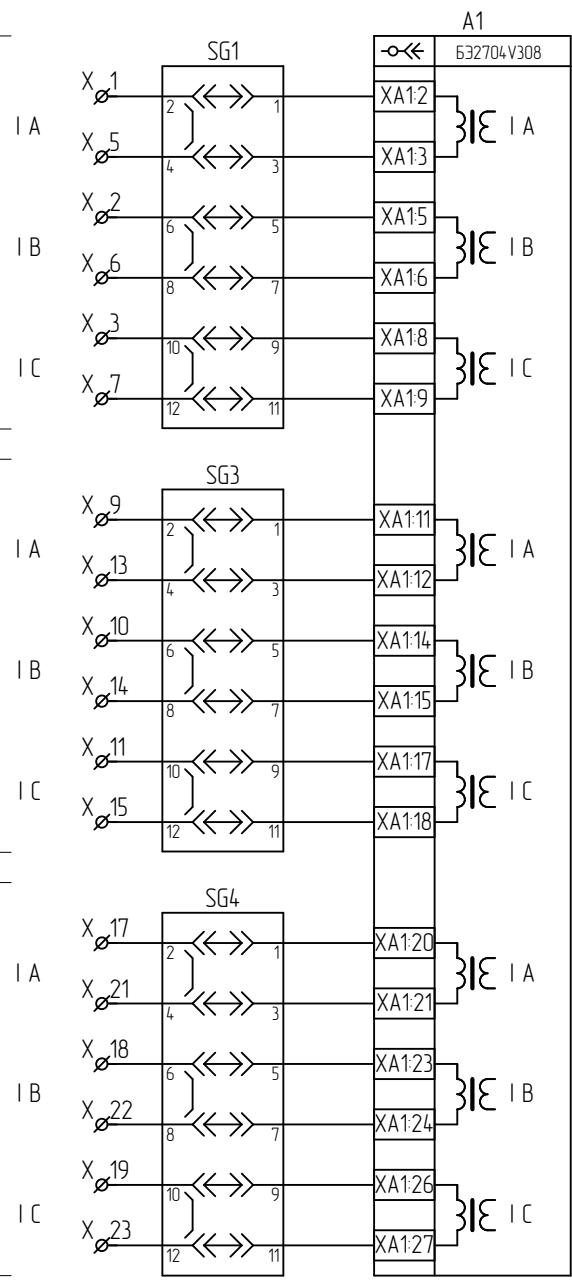 A1
SG1
БЭ2704V308
X 1
2
1
XA1:2
I A
I A
X 5
4
3
XA1:3
X 2
6
5
XA1:5
I B
I B
X 6
8
7
XA1:6
X 3
10
9
XA1:8
I C
I C
X 7
12
11
XA1:9
SG3
X 9
2
1
XA1:11
I A
I A
X 13
4
3
XA1:12
X 10
6
5
XA1:14
I B
I B
X 14
8
7
XA1:15
X 11
10
9
XA1:17
I C
I C
X 15
12
11
XA1:18
SG4
X 17
2
1
XA1:20
I A
I A
X 21
4
3
XA1:21
X 18
6
5
XA1:23
I B
I B
X 22
8
7
XA1:24
X 19
10
9
XA1:26
I C
I C
X 23
12
11
XA1:27